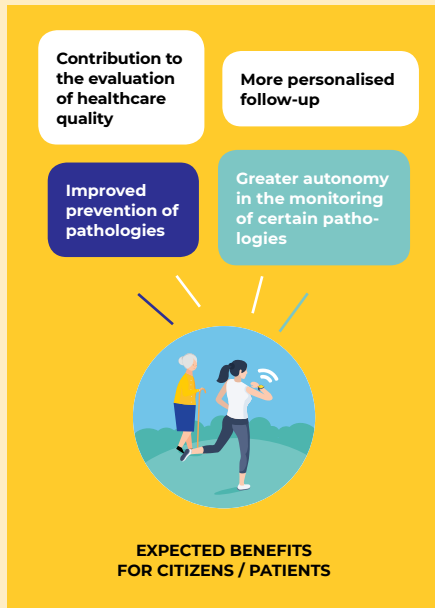 Contribution to
the evaluation
of healthcare
quality
More personalised
follow-up
Improved
prevention of
pathologies
Greater autonomy
in the monitoring
of certain patho-
logies
EXPECTED BENEFITS
FOR CITIZENS / PATIENTS